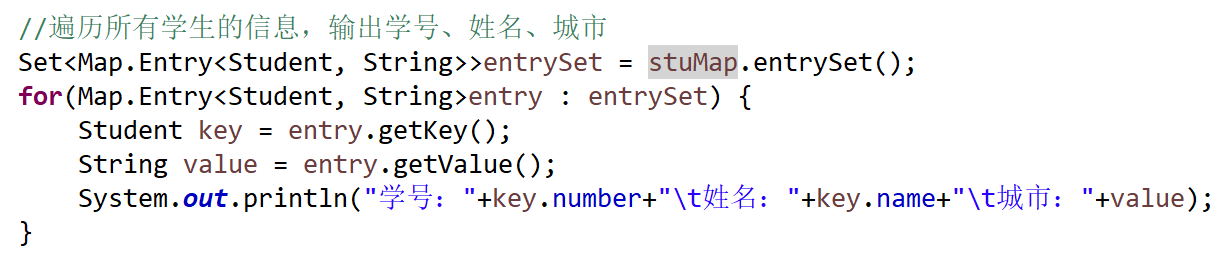 //遍历所有学生的信息，输出学号、姓名、城市
Set<Map.Entry<Student, String>>entrySet = stuMap.entrySet();
for(Map.Entry<Student, String>entry : entrySet) {
    Student key = entry.getKey();
    String value = entry.getValue();
    System.out.println("学号："+key.number+"\t姓名："+key.name+"\t城市："+value);
}